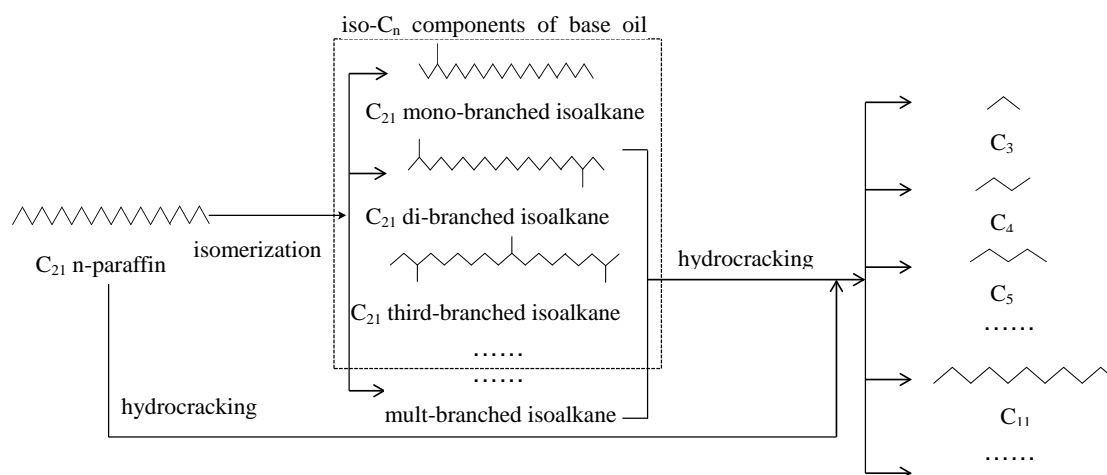 iso-Cₙ components of base oil
C₂₁ mono-branched isoalkane
C₂₁ di-branched isoalkane
C₂₁ third-branched isoalkane
......
......
mult-branched isoalkane
C₂₁ n-paraffin
isomerization
hydrocracking
hydrocracking
C₃
C₄
C₅
......
C₁₁
......